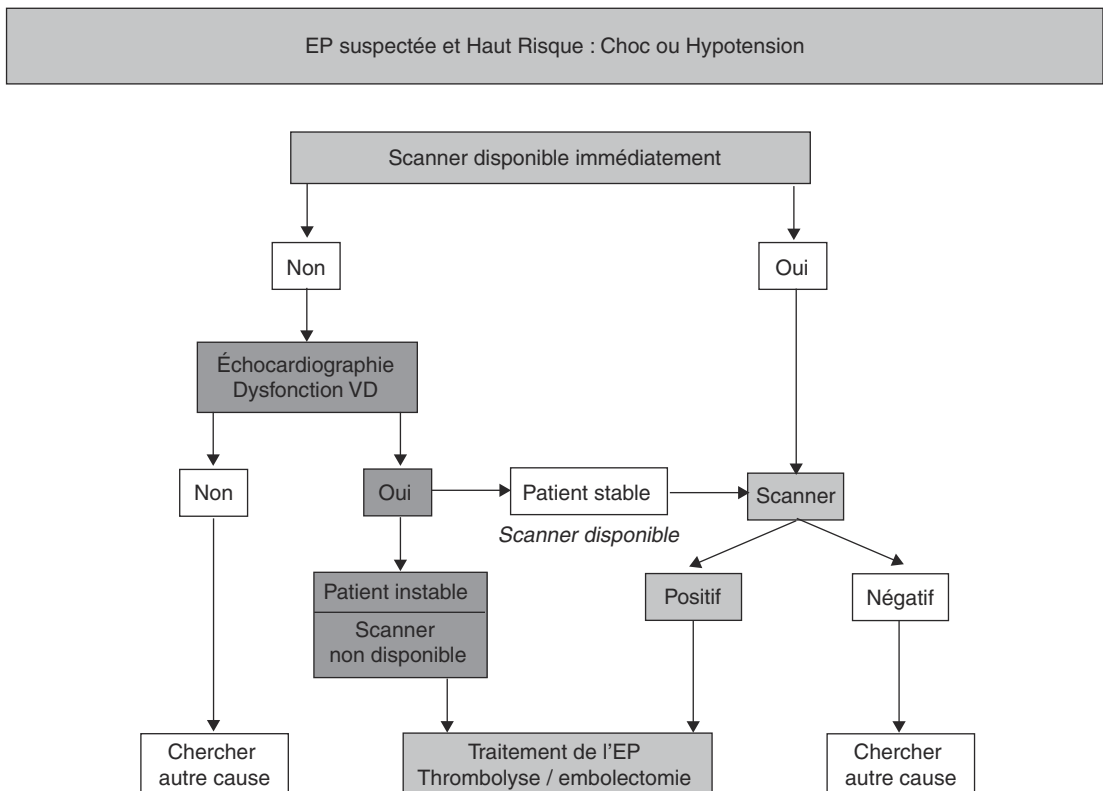 EP suspectée et Haut Risque : Choc ou Hypotension
Scanner disponible immédiatement
Non
Oui
Échocardiographie
Dysfonction VD
Non
Oui
Patient stable
Scanner
Scanner disponible
Patient instable
Scanner
non disponible
Positif
Négatif
Chercher
autre cause
Traitement de l’EP
Thrombolyse / embolectomie
Chercher
autre cause